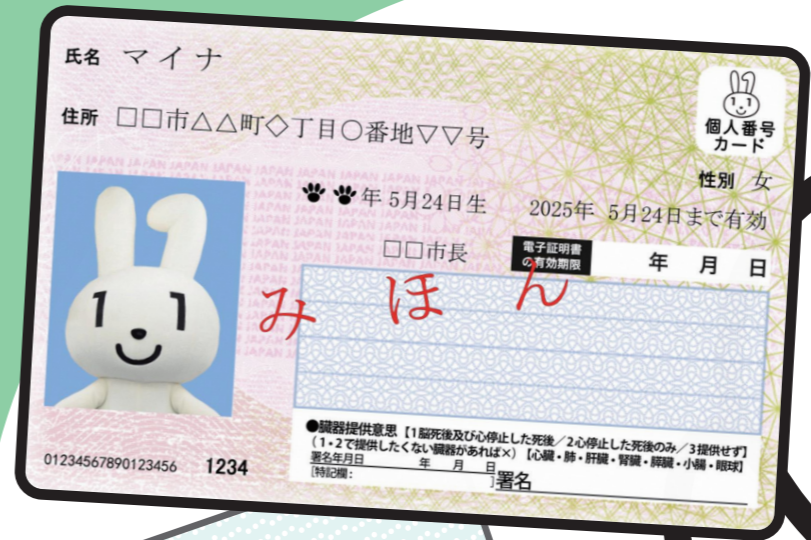 氏名 マイナ
住所 □□市△△町◇丁目○番地▽▽号
個人番号
カード
性別 女
年 5月24日生
2025年 5月24日まで有効
□□市長
電子証明書
の有効期限
年 月 日
みほん
JAPAN JAPAN JAPAN JAPAN JAPAN JAPAN
●臓器提供意思【1脳死後及び心停止した死後／2心停止した死後のみ／3提供せず】
(1・2で提供したくない臓器があれば×)【心臓・肺・肝臓・腎臓・膵臓・小腸・眼球】
署名年月日 年 月 日
[特記欄: ]署名
01234567890123456 1234